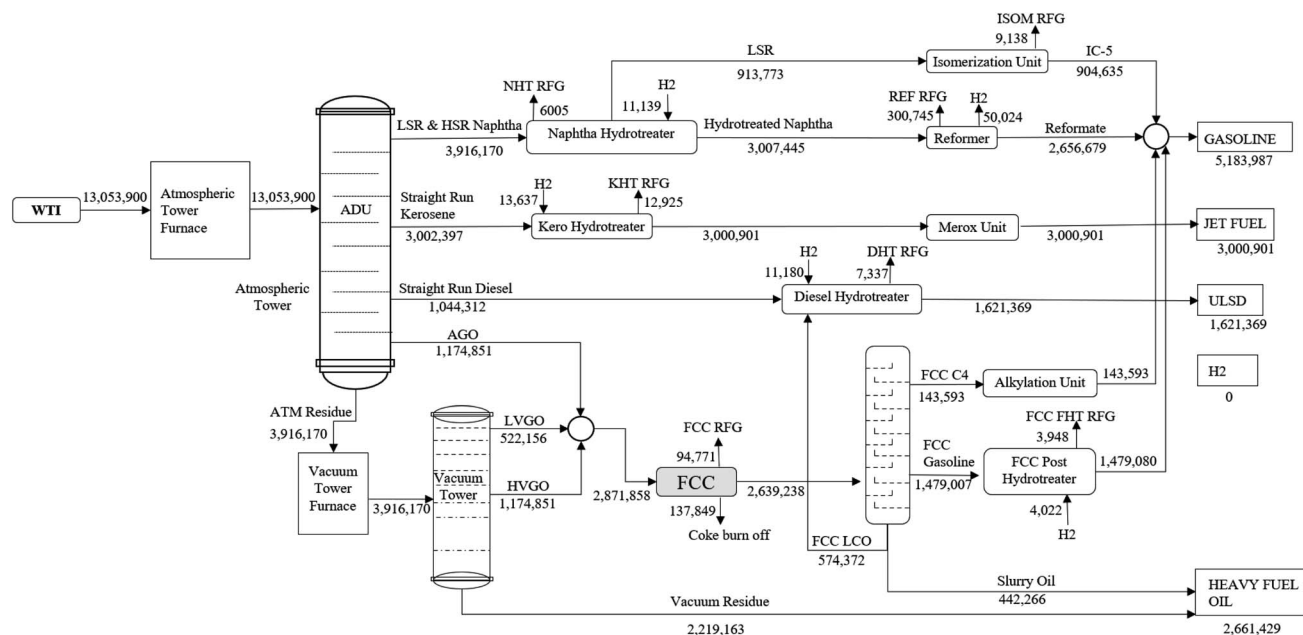 ISOM RFG
9,138
LSR
913,773
Isomerization Unit
IC-5
904,635
NHT RFG
6005
H2
11,139
REF RFG
300,745
H2
50,024
LSR & HSR Naphtha
3,916,170
Naphtha Hydrotreater
Hydrotreated Naphtha
3,007,445
Reformer
Reformate
2,656,679
GASOLINE
5,183,987
WTI
13,053,900
Atmospheric
Tower
Furnace
13,053,900
ADU
Atmospheric
Tower
Straight Run
Kerosene
3,002,397
H2
13,637
KHT RFG
12,925
Kero Hydrotreater
3,000,901
Merox Unit
3,000,901
JET FUEL
3,000,901
H2
11,180
DHT RFG
7,337
Straight Run Diesel
1,044,312
Diesel Hydrotreater
1,621,369
ULSD
1,621,369
AGO
1,174,851
H2
0
FCC C4
143,593
Alkylation Unit
143,593
ATM Residue
3,916,170
LVGO
522,156
Vacuum
Tower
Furnace
3,916,170
Vacuum
Tower
HVGO
1,174,851
2,871,858
FCC RFG
94,771
FCC
137,849
Coke burn off
2,639,238
FCC
Gasoline
1,479,007
FCC FHT RFG
3,948
FCC Post
Hydrotreater
1,479,080
4,022
H2
FCC LCO
574,372
Slurry Oil
442,266
Vacuum Residue
2,219,163
HEAVY FUEL
OIL
2,661,429